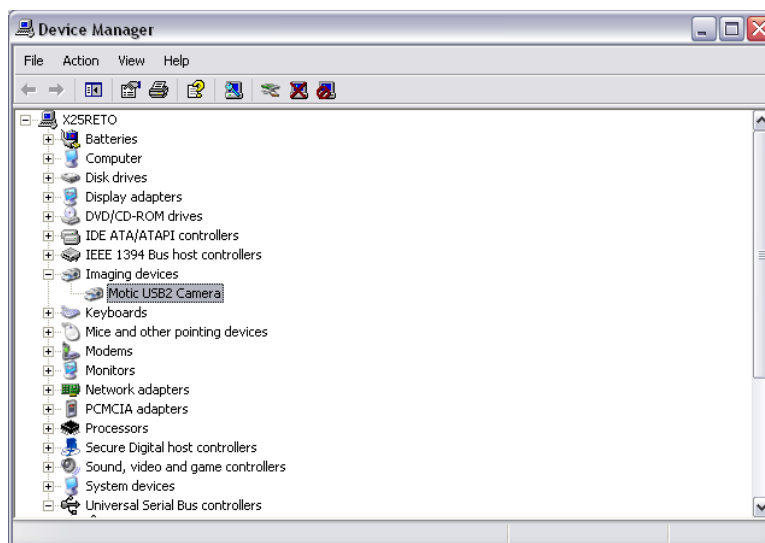 Device Manager
File Action View Help
X25RETO
Batteries
Computer
Disk drives
Display adapters
DVD/CD-ROM drives
IDE ATA/ATAPI controllers
IEEE 1394 Bus host controllers
Imaging devices
Motic USB2 Camera
Keyboards
Mice and other pointing devices
Modems
Monitors
Network adapters
PCMCIA adapters
Processors
Secure Digital host controllers
Sound, video and game controllers
System devices
Universal Serial Bus controllers